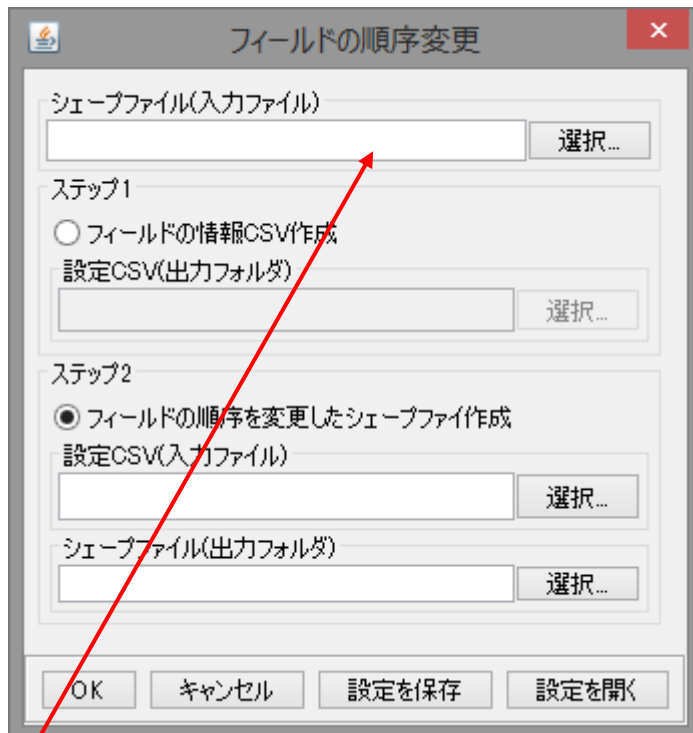 フィールドの順序変更
シェープファイル(入力ファイル)
選択...
ステップ1
フィールドの情報CSV作成
設定CSV(出力フォルダ)
選択...
ステップ2
フィールドの順序を変更したシェープファイ作成
設定CSV(入力ファイル)
選択...
シェープファイル(出力フォルダ)
選択...
OK キャンセル 設定を保存 設定を開く